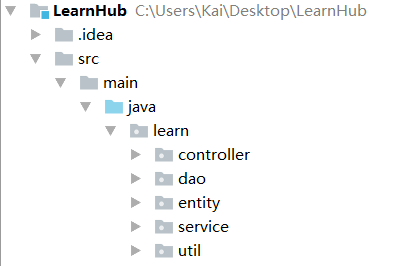 LearnHub C:\Users\Kai\Desktop\LearnHub
.idea
src
main
java
learn
controller
dao
entity
service
util